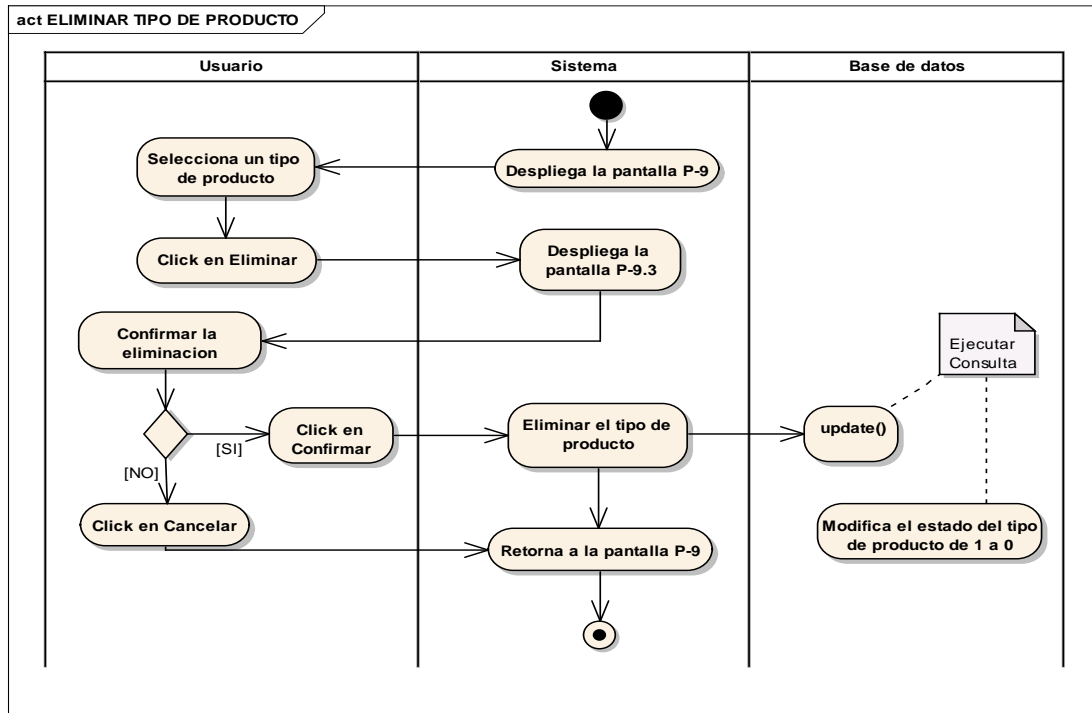 act ELIMINAR TIPO DE PRODUCTO
Usuario
Sistema
Base de datos
Selecciona un tipo
de producto
Despliega la pantalla P-9
Click en Eliminar
Despliega la
pantalla P-9.3
Confirmar la
eliminacion
Ejecutar
Consulta
[SI]
Click en
Confirmar
Eliminar el tipo de
producto
update()
[NO]
Click en Cancelar
Retorna a la pantalla P-9
Modifica el estado del tipo
de producto de 1 a 0